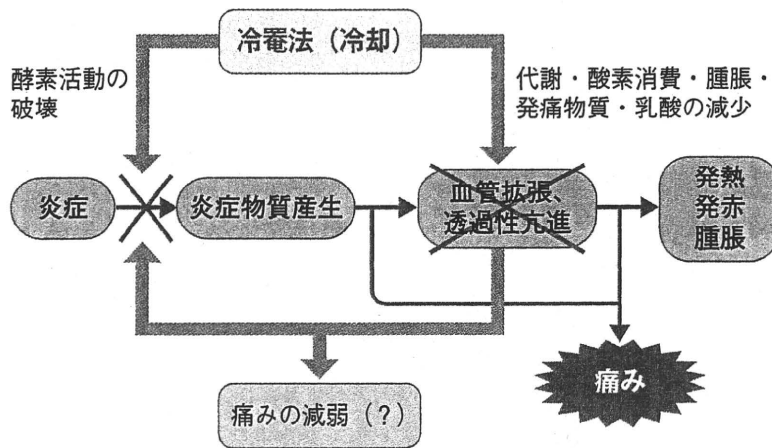 冷罨法（冷却）
酵素活動の
破壊
代謝・酸素消費・腫脹・
発痛物質・乳酸の減少
炎症
炎症物質産生
血管拡張、
透過性亢進
発熱
発赤
腫脹
痛み
痛みの減弱（？）